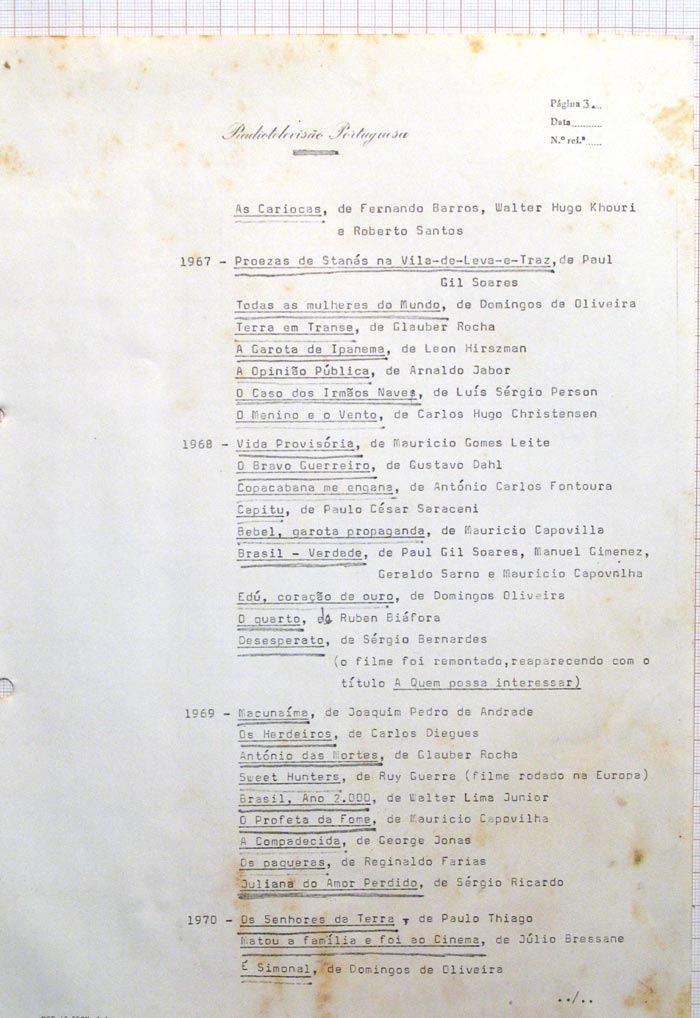 Página 3...
Data..........
N.º ref.ª......
Radiotelevisão Portuguesa
As Cariocas, de Fernando Barros, Walter Hugo Khouri
e Roberto Santos
1967 - Proezas de Stanás na Vila-de-Leva-e-Traz,de Paul
Gil Soares
Todas as mulheres do Mundo, de Domingos de Oliveira
Terra em Transe, de Glauber Rocha
A Garota de Ipanema, de Leon Hirszman
A Opinião Pública, de Arnaldo Jabor
O Caso dos Irmãos Naves, de Luís Sérgio Person
O Menino e o Vento, de Carlos Hugo Christensen
1968 - Vida Provisória, de Mauricio Gomes Leite
O Bravo Guerreiro, de Gustavo Dahl
Copacabana me engana, de António Carlos Fontoura
Capitu, de Paulo César Saraceni
Bebel, garota propaganda, de Mauricio Capovilla
Brasil - Verdade, de Paul Gil Soares, Manuel Gimenez,
Geraldo Sarno e Mauricio Capovilha
Edú, coração de ouro, de Domingos Oliveira
O quarto, de Ruben Biáfora
Desesperato, de Sérgio Bernardes
(o filme foi remontado,reaparecendo com o
título A Quem possa interessar)
1969 - Macunaíma, de Joaquim Pedro de Andrade
Os Herdeiros, de Carlos Diegues
António das Mortes, de Glauber Rocha
Sweet Hunters, de Ruy Guerra (filme rodado na Europa)
Brasil, Ano 2.000, de Walter Lima Junior
O Profeta da Fome, de Mauricio Capovilha
A Compadecida, de George Jonas
Os paqueras, de Reginaldo Farias
Juliana do Amor Perdido, de Sérgio Ricardo
1970 - Os Senhores da Terra, de Paulo Thiago
Matou a família e foi ao Cinema, de Júlio Bressane
É Simonal, de Domingos de Oliveira
../..